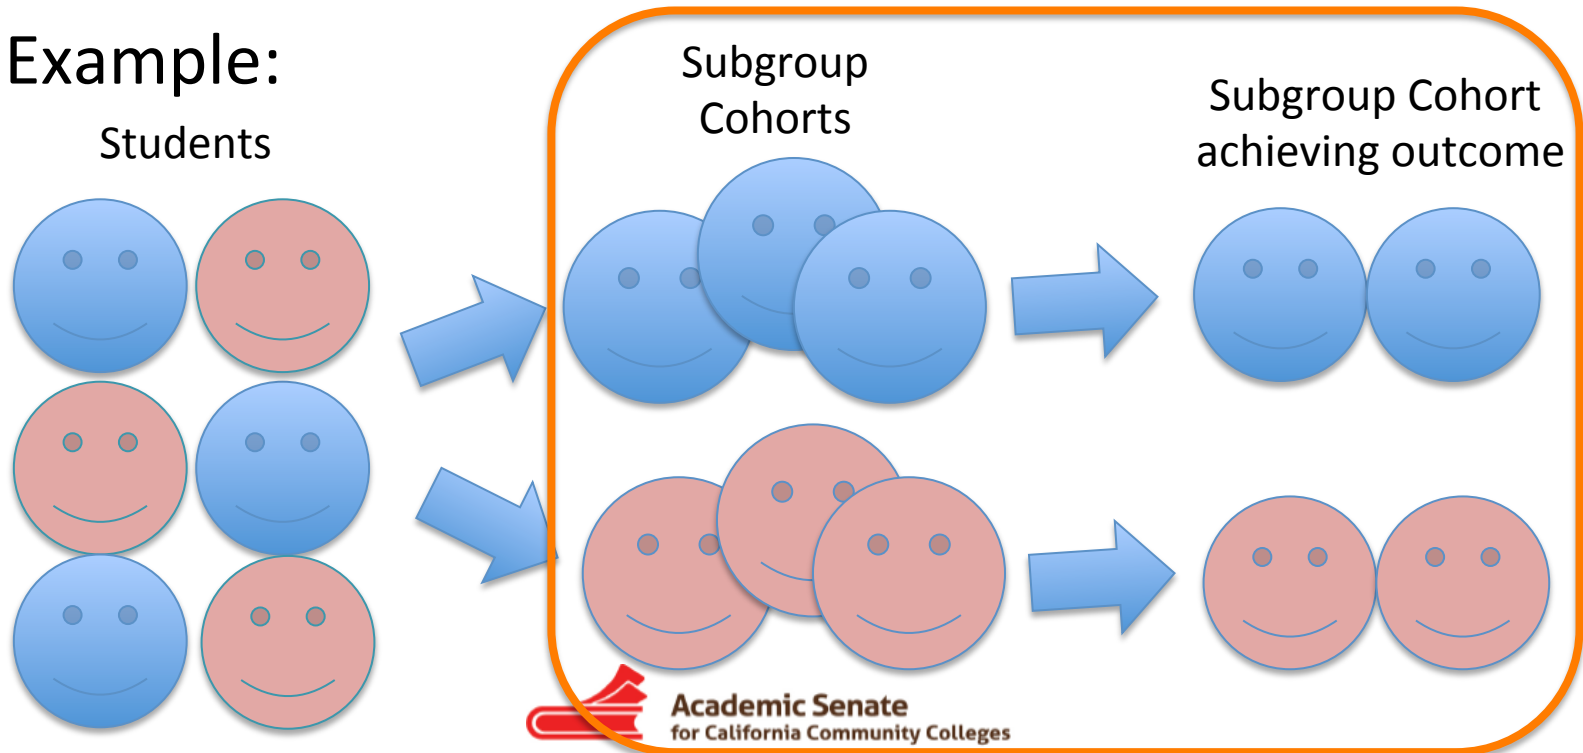 Example:
Students
Subgroup
Cohorts
Subgroup Cohort
achieving outcome
Academic Senate
for California Community Colleges